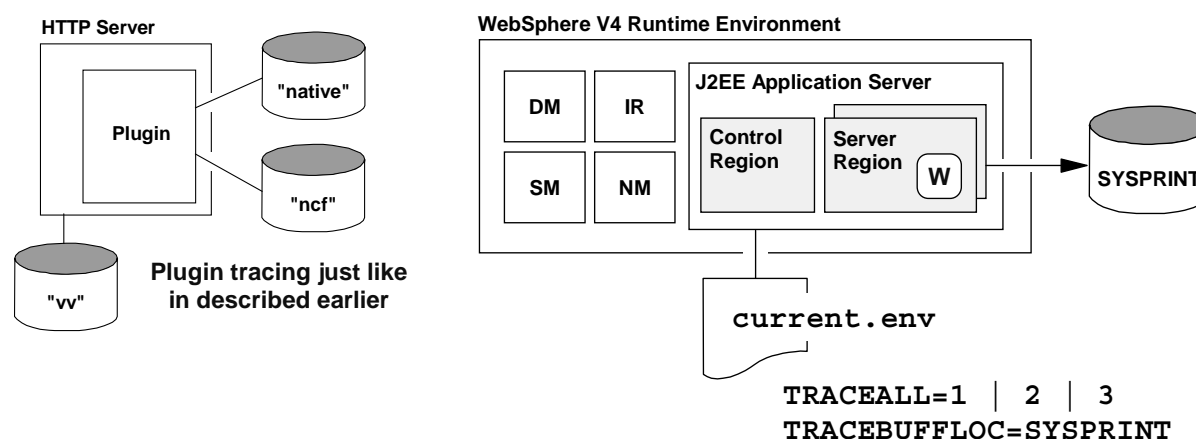 HTTP Server
Plugin
"native"
"ncf"
"vv"
Plugin tracing just like
in described earlier
WebSphere V4 Runtime Environment
DM
IR
SM
NM
J2EE Application Server
Control
Region
Server
Region
W
SYSPRINT
current.env
TRACEALL=1 | 2 | 3
TRACEBUFFLOC=SYSPRINT